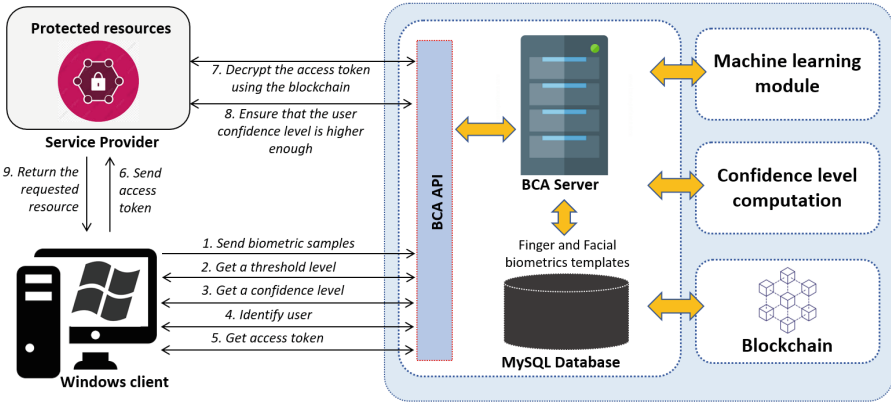 Protected resources
Service Provider
7. Decrypt the access token
using the blockchain
8. Ensure that the user
confidence level is higher
enough
9. Return the
requested
resource
6. Send
access
token
1. Send biometric samples
2. Get a threshold level
3. Get a confidence level
4. Identify user
5. Get access token
Windows client
BCA API
BCA Server
Finger and Facial
biometrics templates
MySQL Database
Machine learning
module
Confidence level
computation
Blockchain